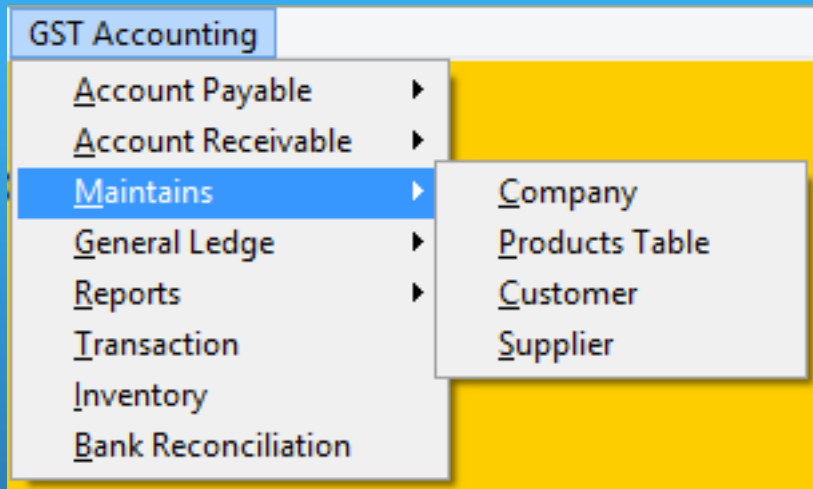 GST Accounting
Account Payable
Account Receivable
Maintains
General Ledge
Reports
Transaction
Inventory
Bank Reconciliation
Company
Products Table
Customer
Supplier